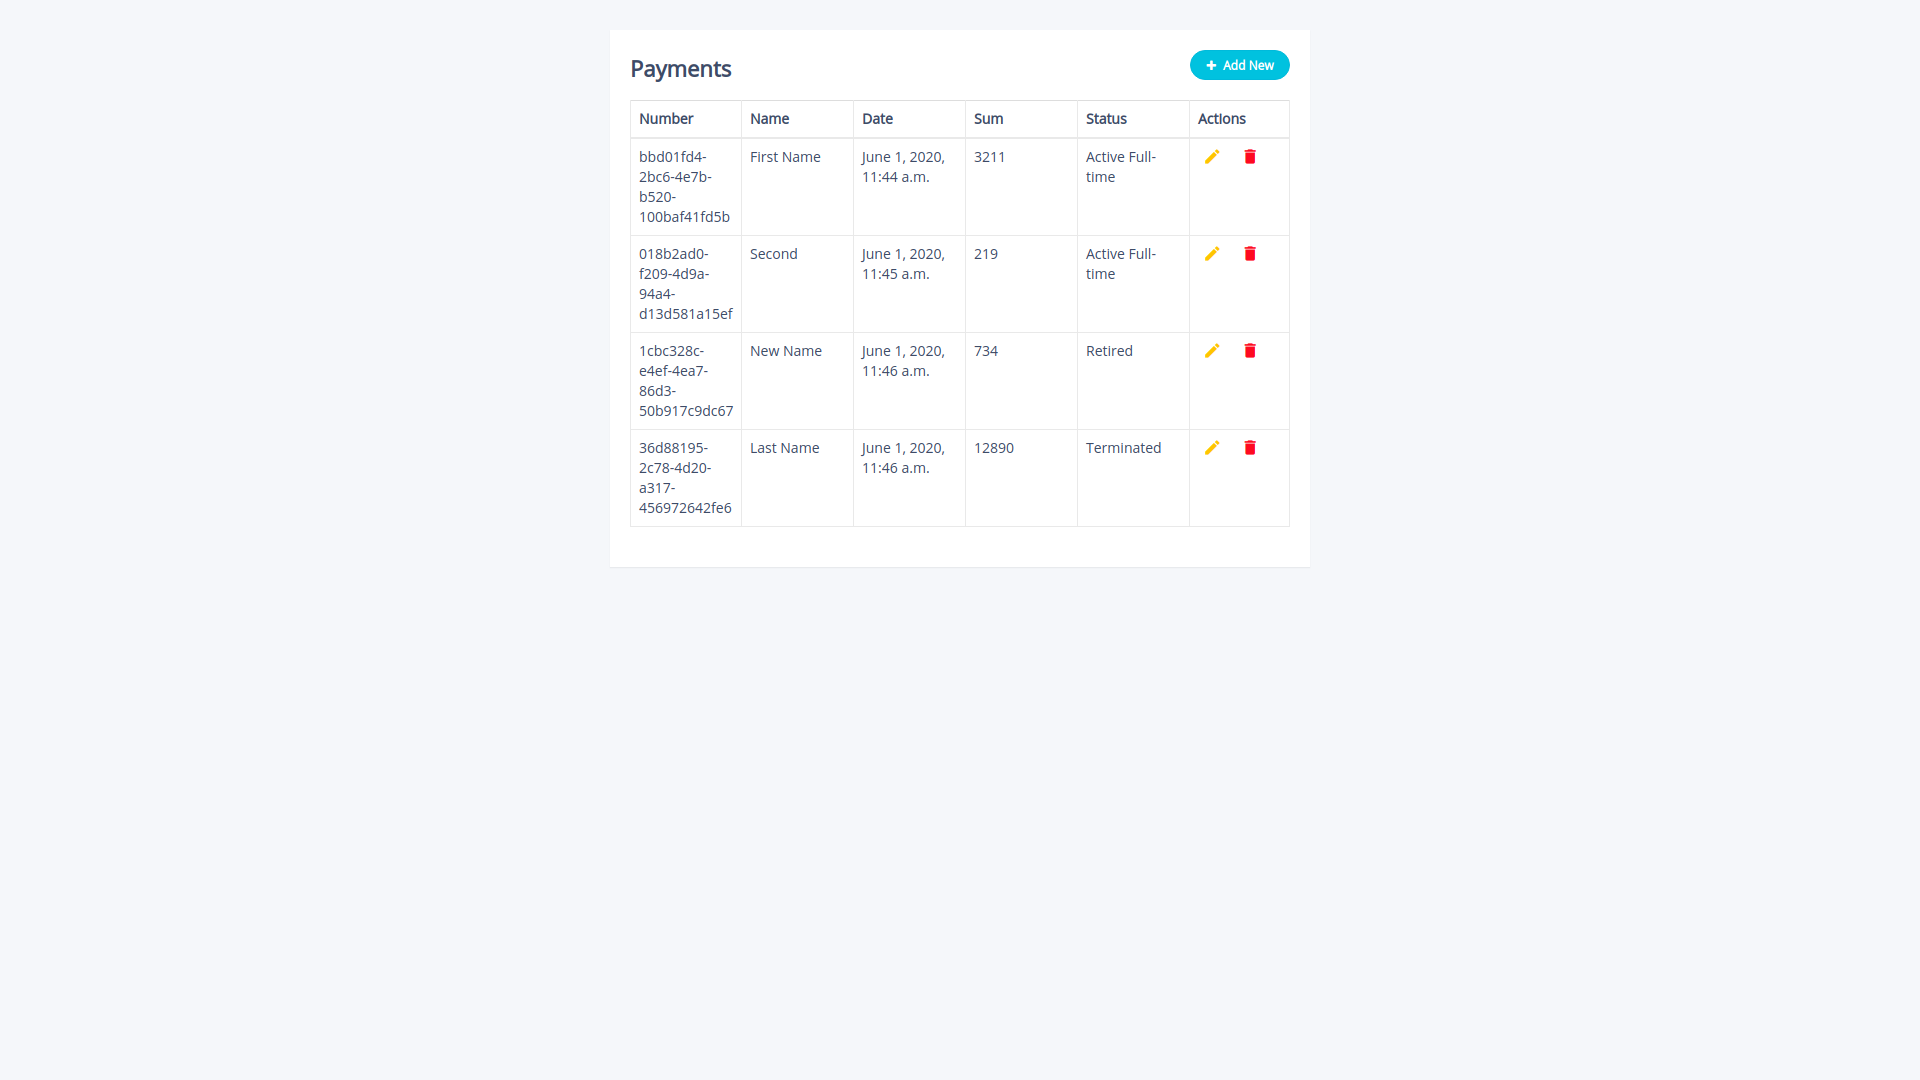 Payments
Add New
Number Name Date Sum Status Actions
bbd01fd4- First Name June 1, 2020, 3211 Active Full-
2bc6-4e7b- 11:44 a.m. time
b520-
100baf41fd5b
018b2ad0- Second June 1, 2020, 219 Active Full-
f209-4d9a- 11:45 a.m. time
94a4-
d13d581a15ef
1cbc328c- New Name June 1, 2020, 734 Retired
e4ef-4ea7- 11:46 a.m.
86d3-
50b917c9dc67
36d88195- Last Name June 1, 2020, 12890 Terminated
2c78-4d20- 11:46 a.m.
a317-
456972642fe6